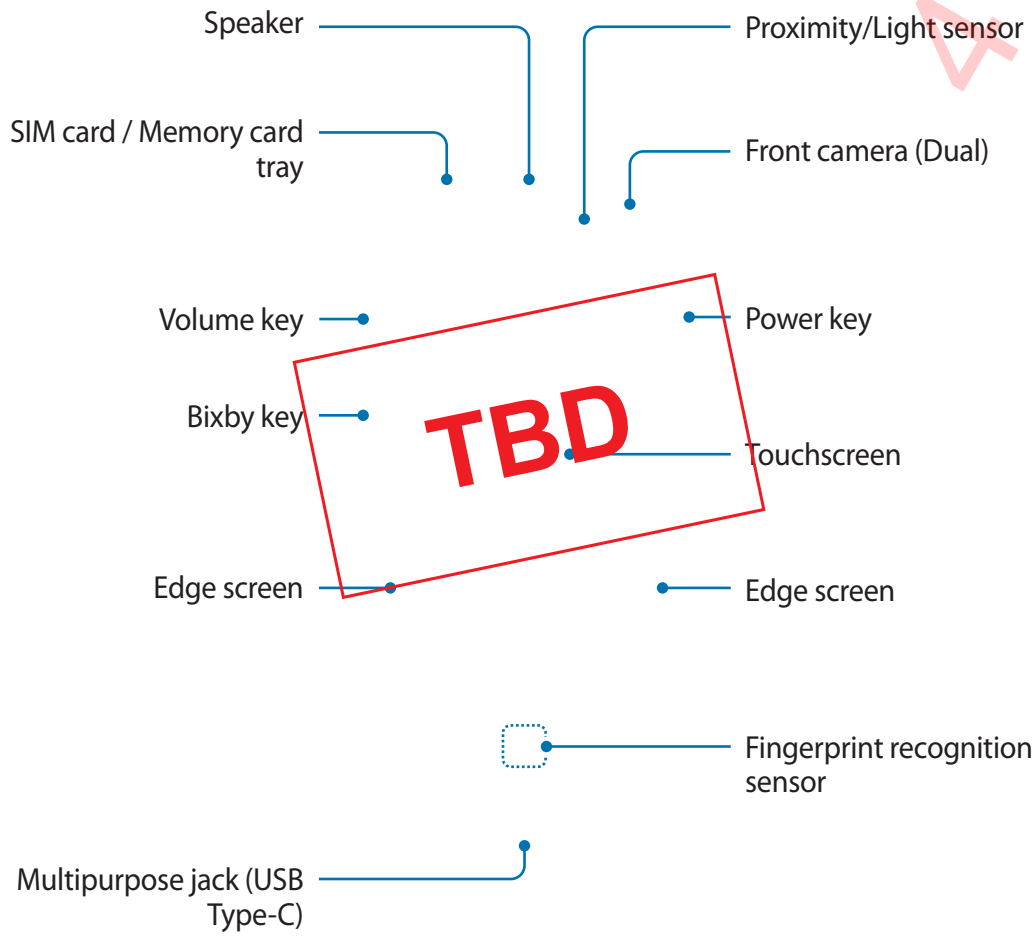 Speaker
Proximity/Light sensor
SIM card / Memory card
tray
Front camera (Dual)
Volume key
Power key
Bixby key
TBD
Touchscreen
Edge screen
Edge screen
Fingerprint recognition
sensor
Multipurpose jack (USB
Type-C)